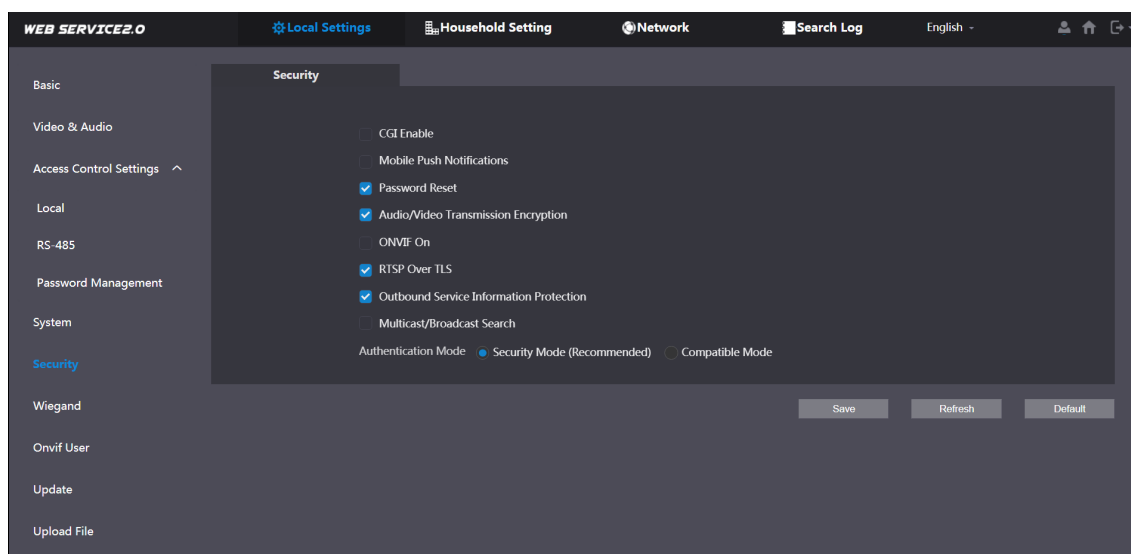 WEB SERVICE2.0 Local Settings Household Setting Network Search Log English
Security
Basic
Video & Audio
Access Control Settings
Local
RS-485
Password Management
System
Security
Wiegand
Onvif User
Update
Upload File
CGI Enable
Mobile Push Notifications
Password Reset
Audio/Video Transmission Encryption
ONVIF On
RTSP Over TLS
Outbound Service Information Protection
Multicast/Broadcast Search
Authentication Mode Security Mode (Recommended) Compatible Mode
Save Refresh Default